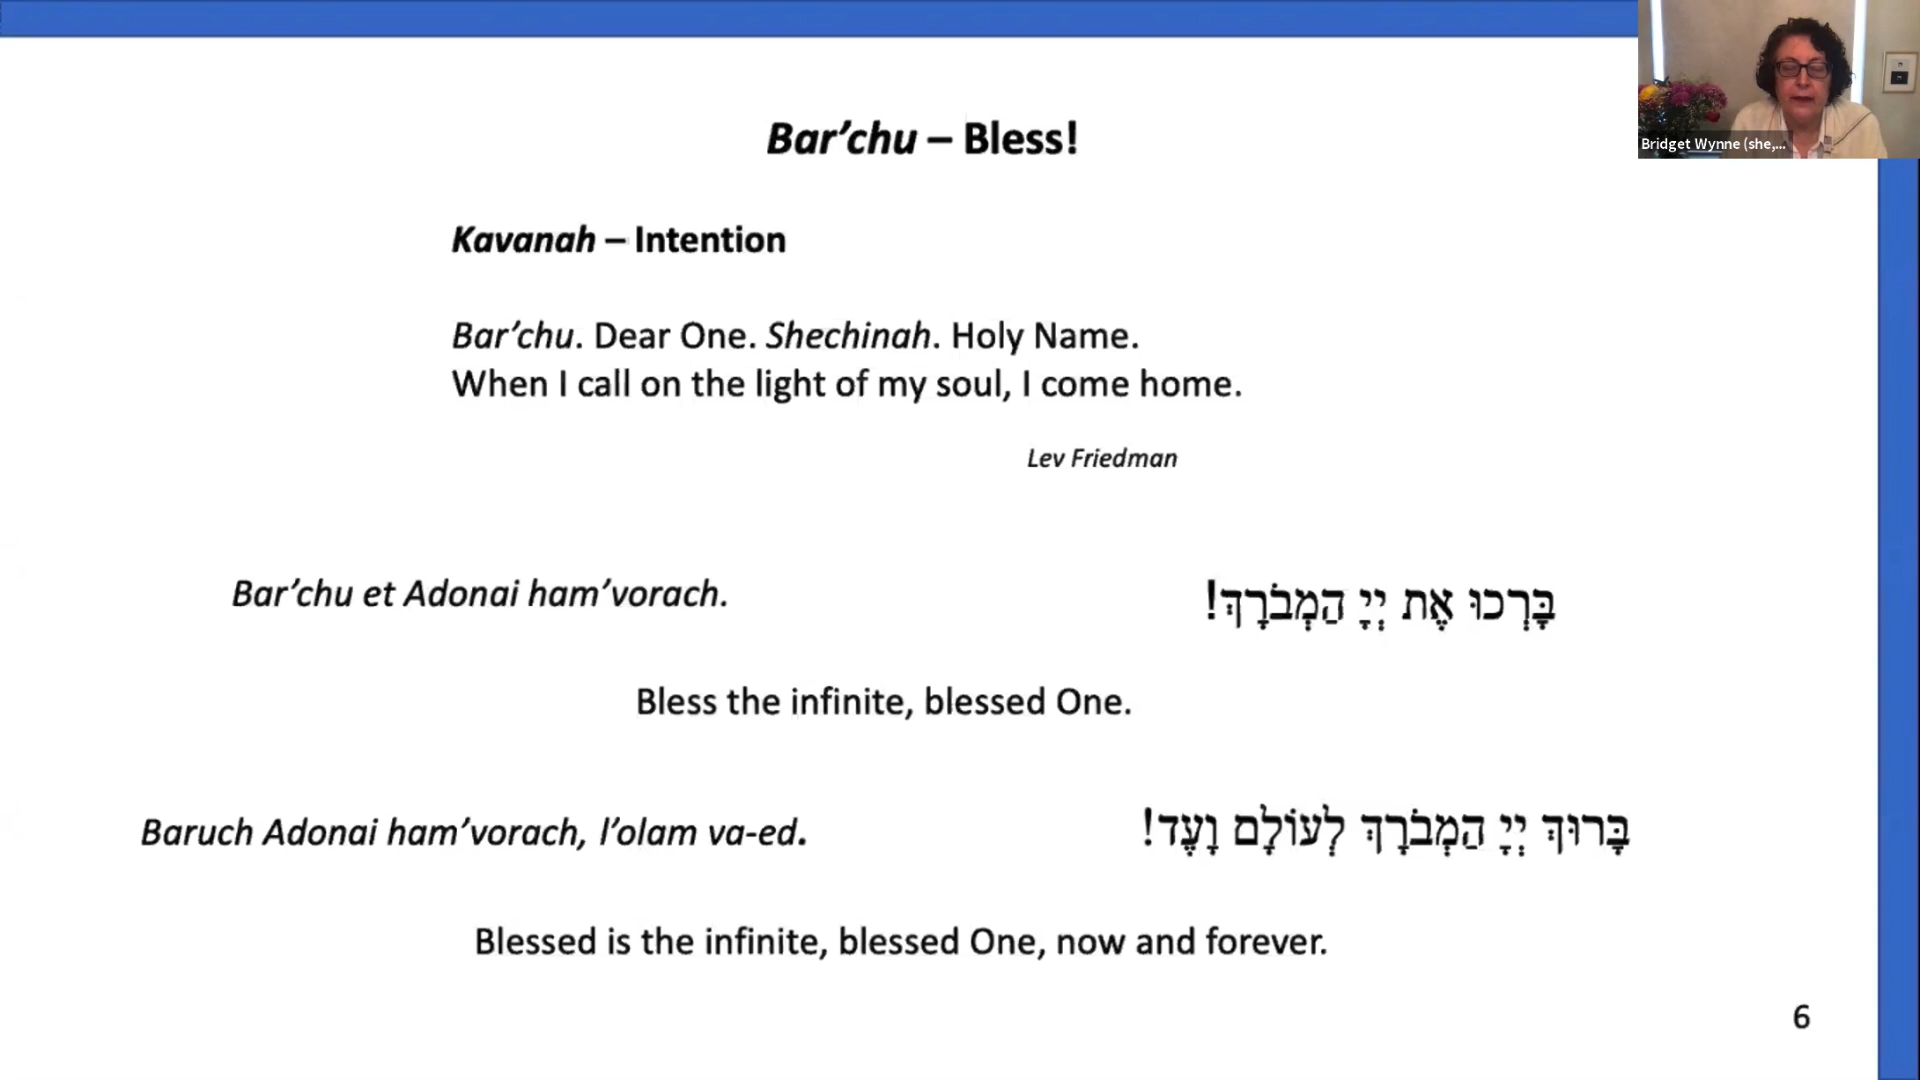 Bar’chu – Bless!
Bridget Wynne (she,...
Kavanah – Intention
Bar’chu. Dear One. Shechinah. Holy Name.
When I call on the light of my soul, I come home.
Lev Friedman
Bar’chu et Adonai ham’vorach.
בָּרְכוּ אֶת יְיָ הַמְבֹרָךְ!
Bless the infinite, blessed One.
Baruch Adonai ham’vorach, l’olam va-ed.
בָּרוּךְ יְיָ הַמְבֹרָךְ לְעוֹלָם וָעֶד!
Blessed is the infinite, blessed One, now and forever.
6